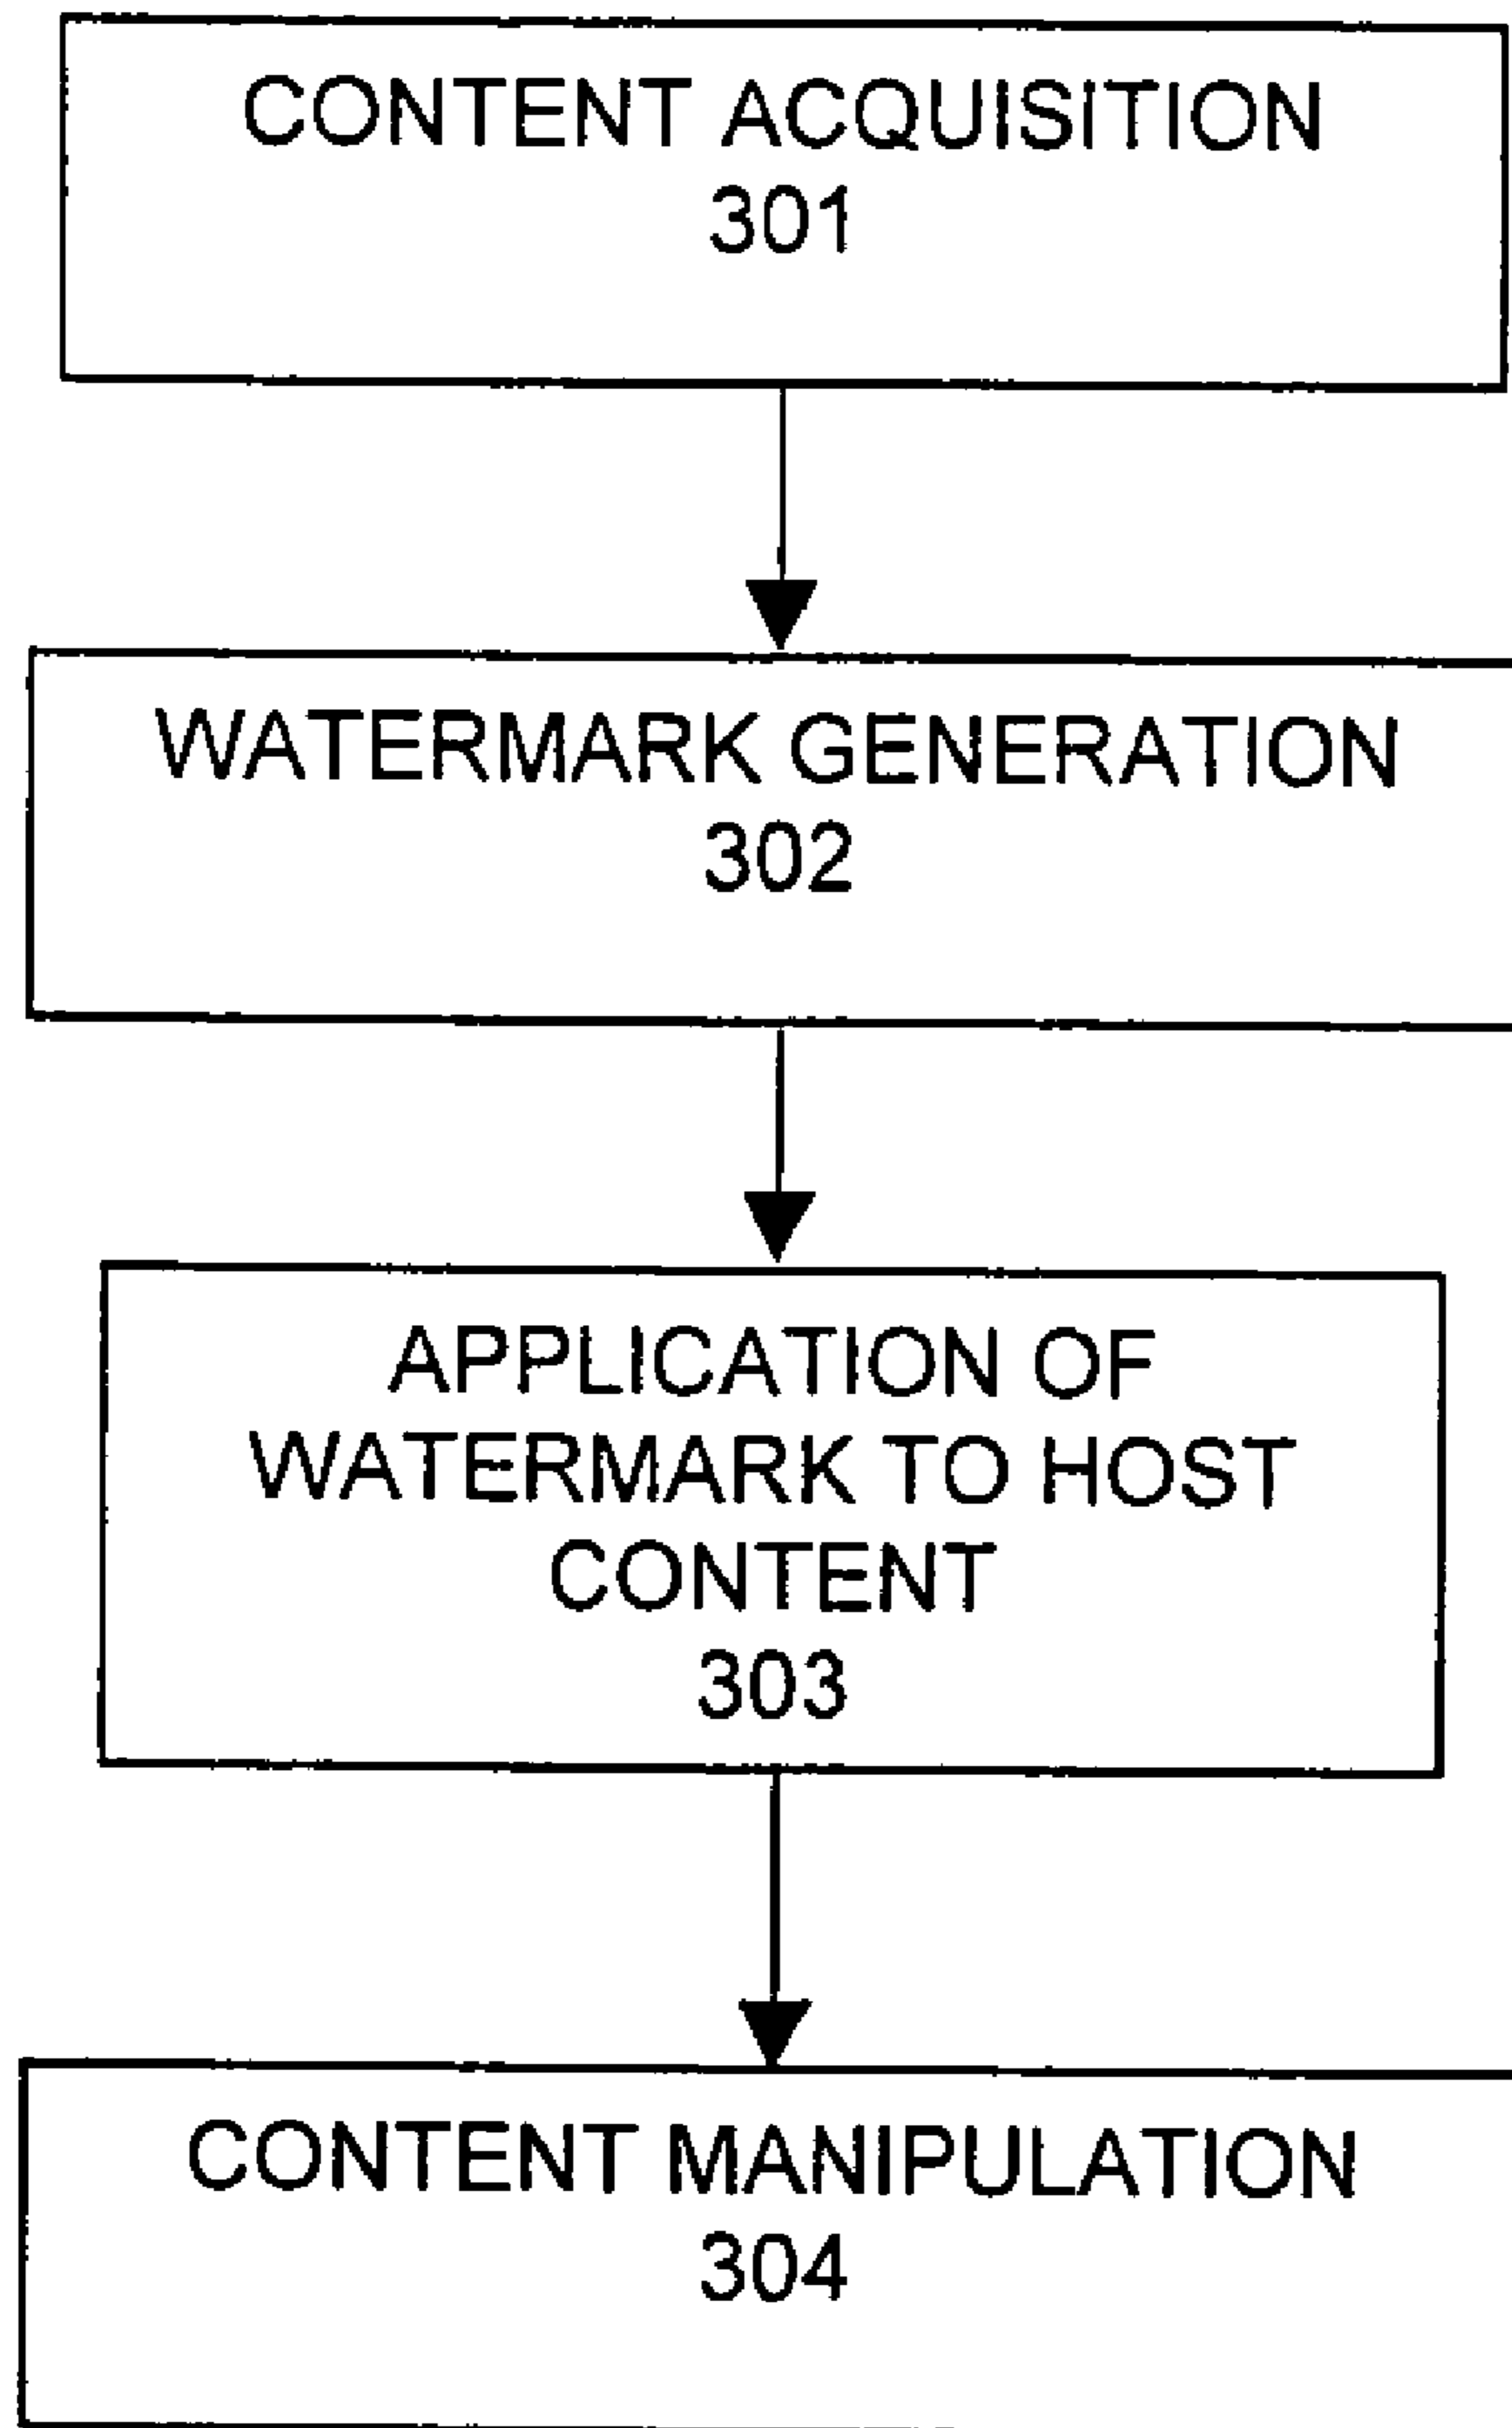 CONTENT ACQUISITION
301
WATERMARK GENERATION
302
APPLICATION OF
WATERMARK TO HOST
CONTENT
303
CONTENT MANIPULATION
304